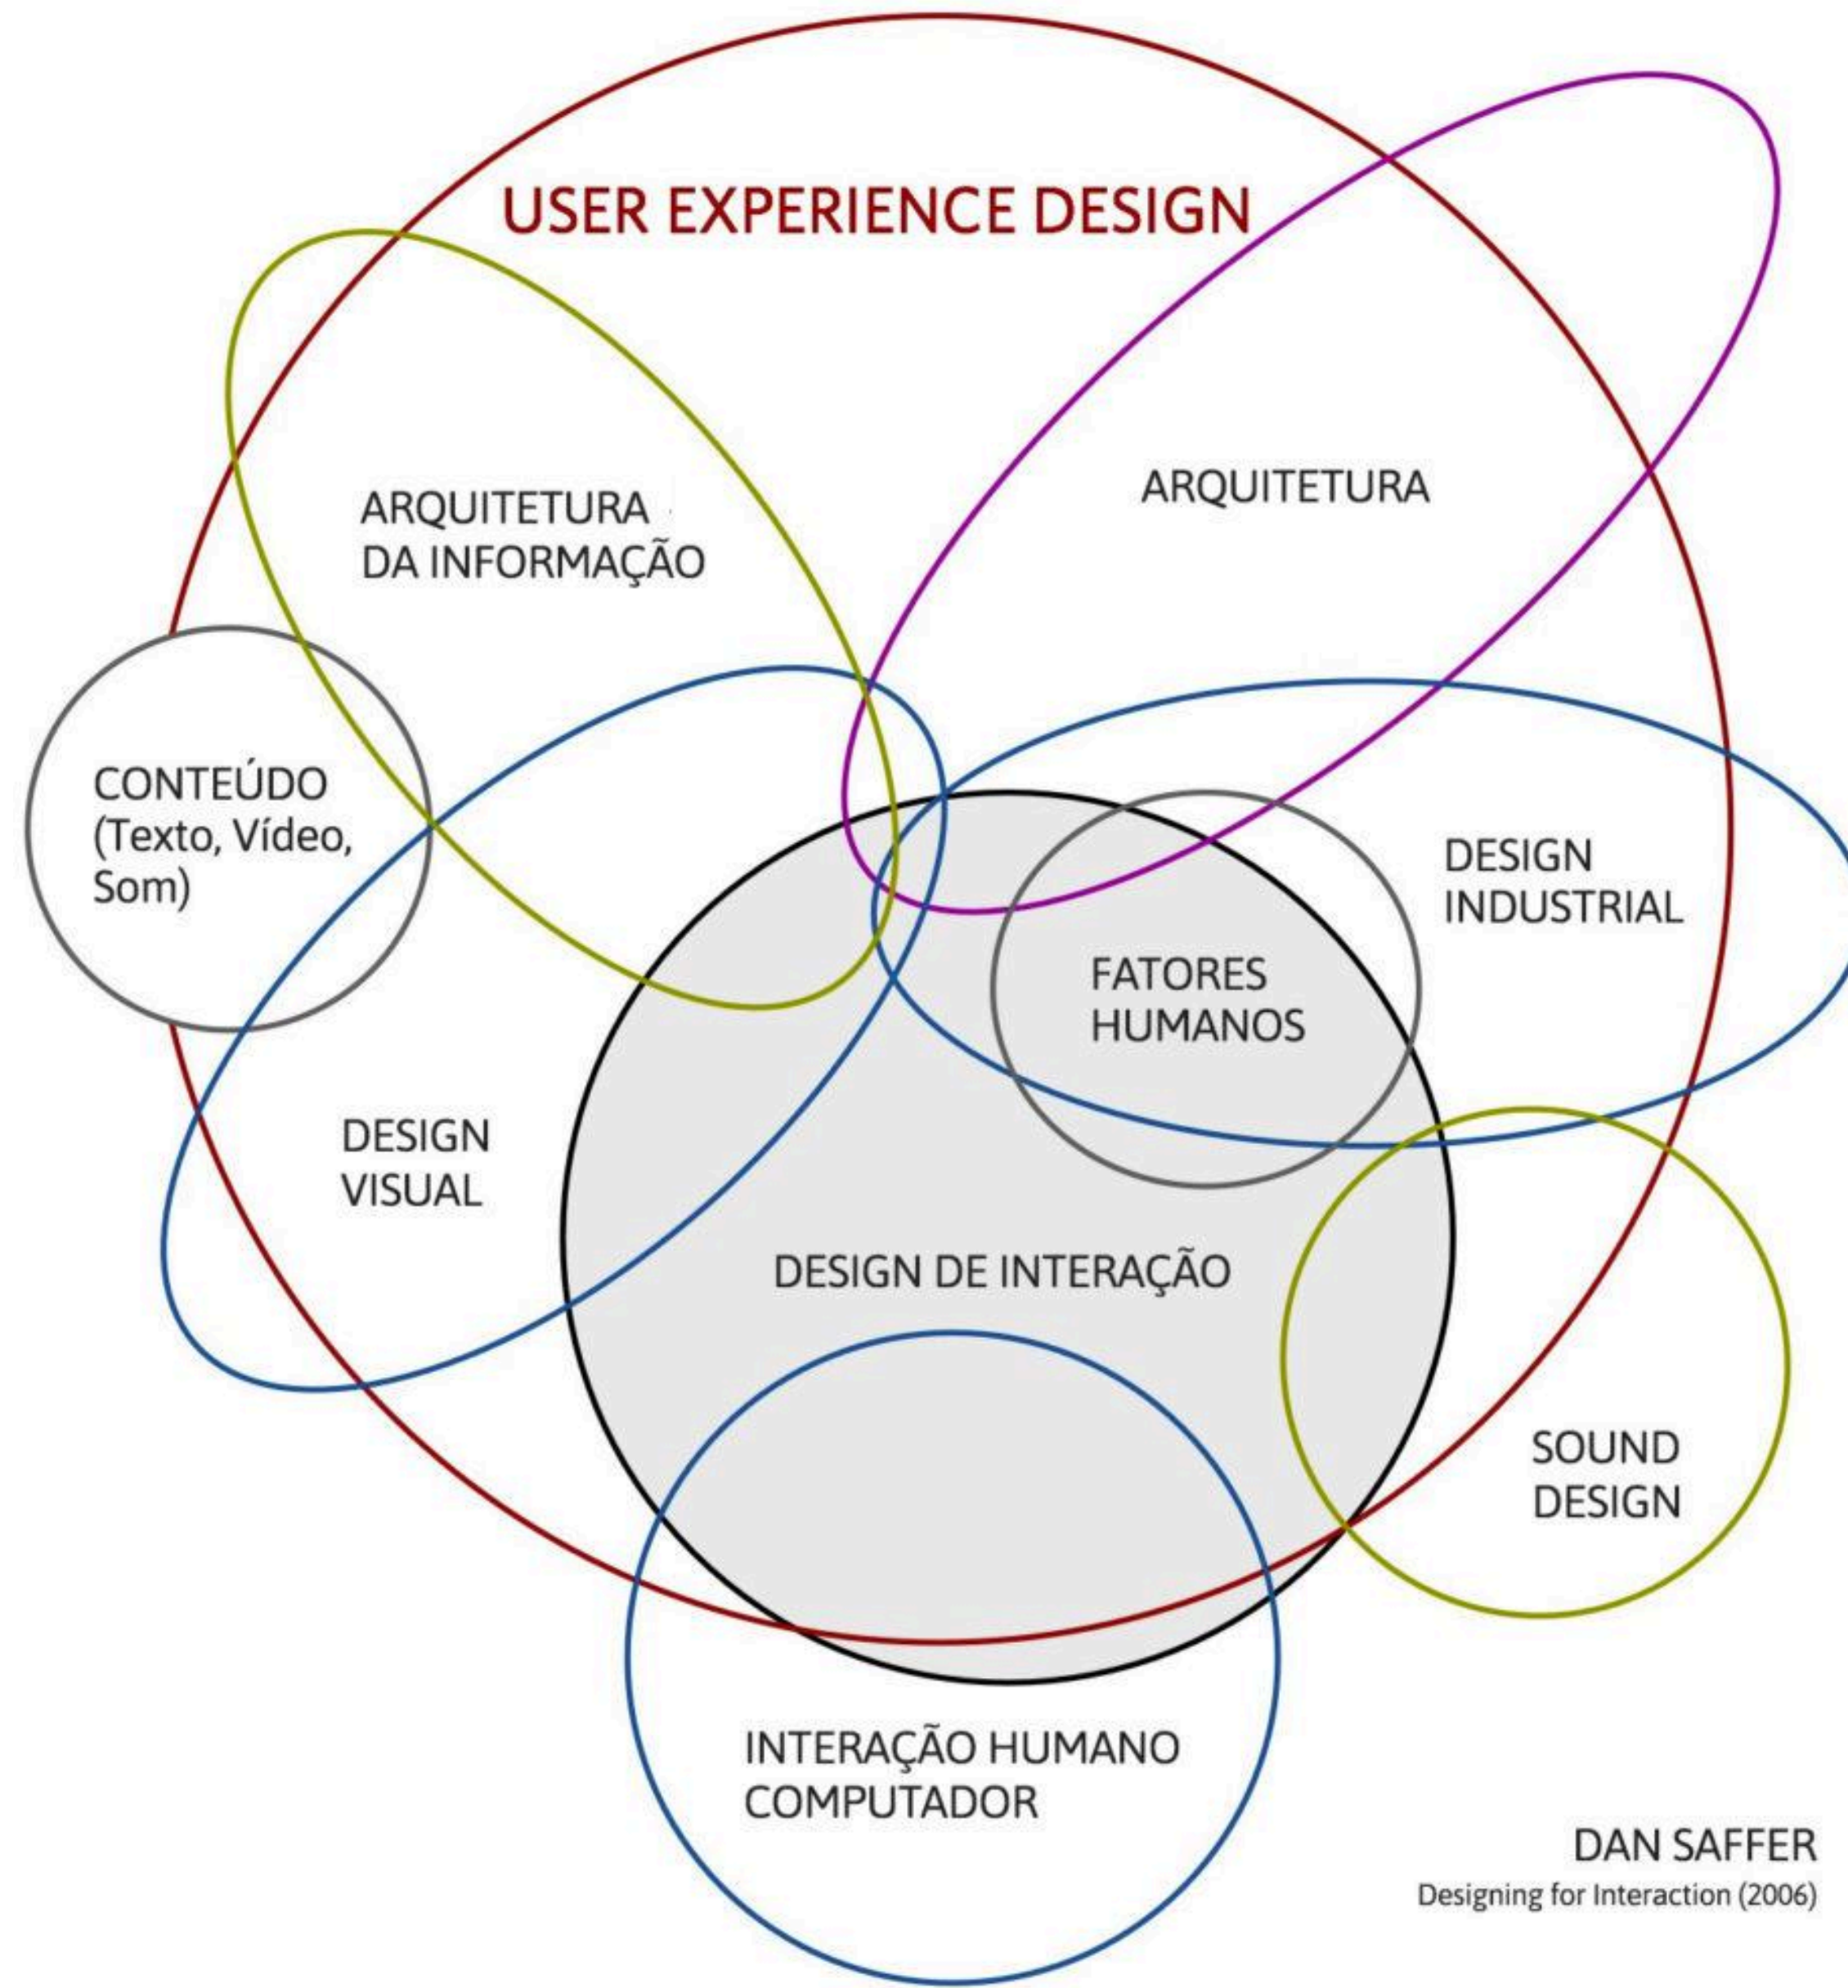 USER EXPERIENCE DESIGN
ARQUITETURA
ARQUITETURA
DA INFORMAÇÃO
CONTEÚDO
(Texto, Vídeo,
Som)
DESIGN
INDUSTRIAL
FATORES
HUMANOS
DESIGN
VISUAL
DESIGN DE INTERAÇÃO
SOUND
DESIGN
INTERAÇÃO HUMANO
COMPUTADOR
DAN SAFFER
Designing for Interaction (2006)